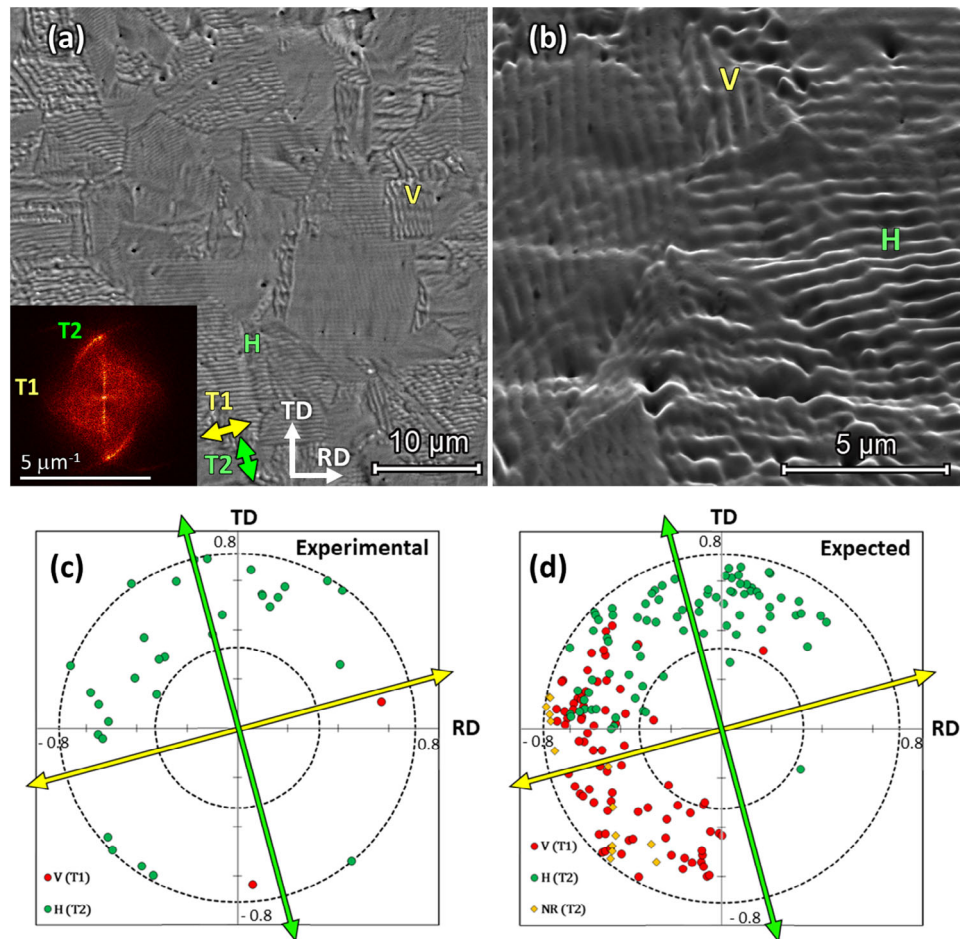 (a)
V
H
T2
T1
5 μm⁻¹
T1
T2
TD
RD
10 μm
(b)
V
H
5 μm
(c)
TD
0.8
Experimental
RD
- 0.8
0.8
V (T1)
H (T2)
- 0.8
(d)
TD
0.8
Expected
RD
- 0.8
0.8
V (T1)
H (T2)
NR (T2)
- 0.8